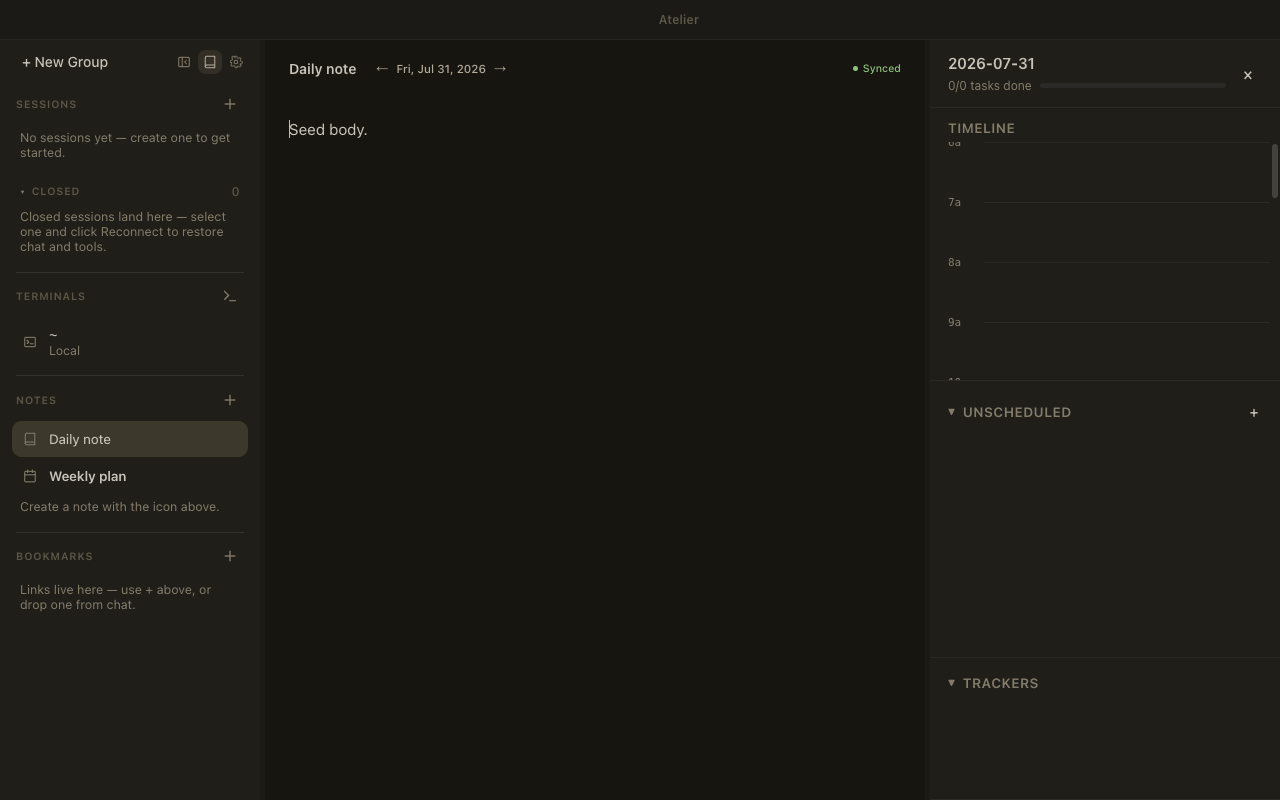 Atelier
+ New Group
SESSIONS
No sessions yet — create one to get
started.
CLOSED 0
Closed sessions land here — select
one and click Reconnect to restore
chat and tools.
TERMINALS
~
Local
NOTES
Daily note
Weekly plan
Create a note with the icon above.
BOOKMARKS
Links live here — use + above, or
drop one from chat.
Daily note ← Fri, Jul 31, 2026 →
Synced
Seed body.
2026-07-31
0/0 tasks done
TIMELINE
6a
7a
8a
9a
UNSCHEDULED +
TRACKERS